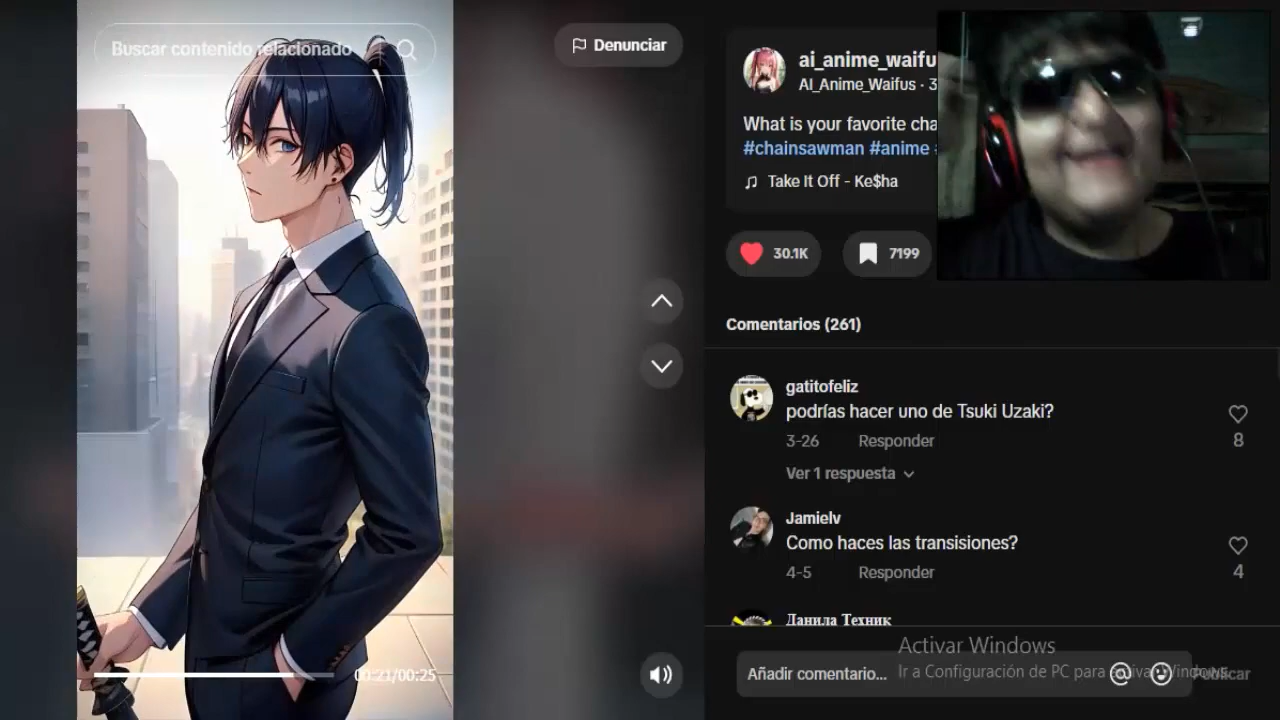 Buscar contenido relacionado
Denunciar
ai_anime_waifu
AI_Anime_Waifus · 3
What is your favorite cha
#chainsawman #anime
Take It Off - Ke$ha
30.1K
7199
Comentarios (261)
gatitofeliz
podrías hacer uno de Tsuki Uzaki?
3-26 Responder
8
Ver 1 respuesta
Jamielv
Como haces las transisiones?
4-5 Responder
4
Данила Техник
Activar Windows
Ir a Configuración de PC para activar Windows.
Añadir comentario...
Publicar
00:21/00:25